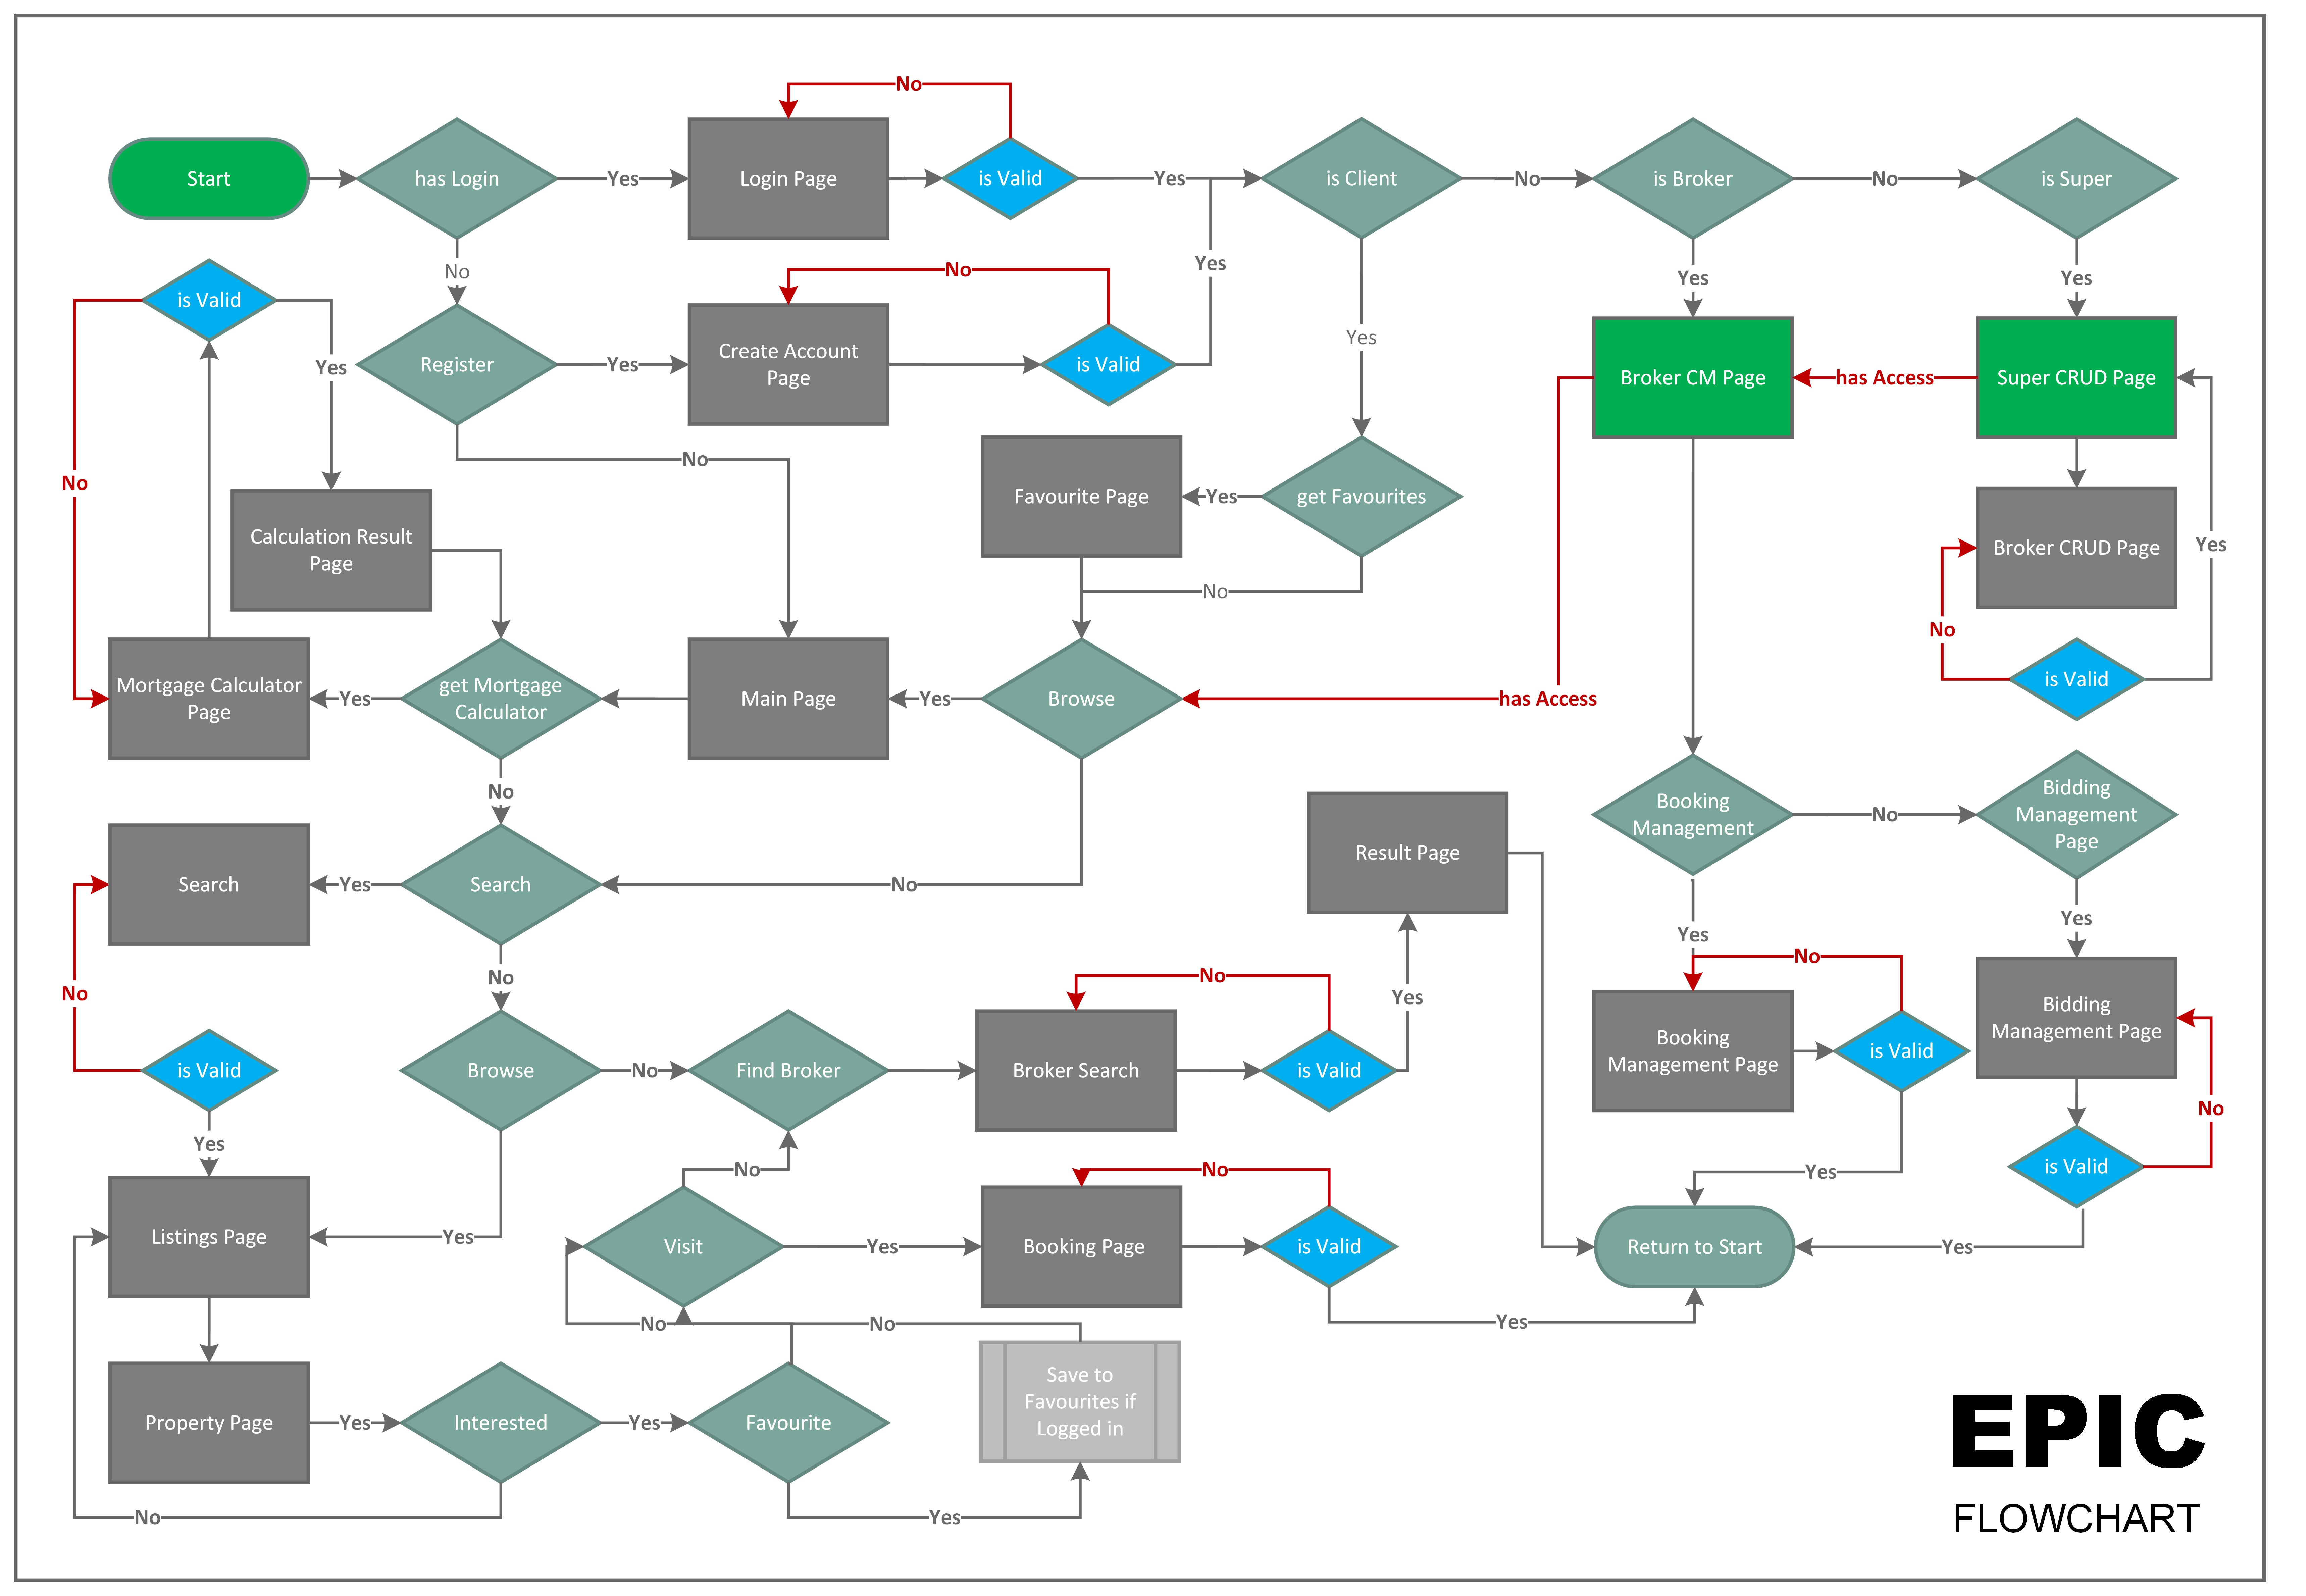 No
Start
has Login
Yes
Login Page
is Valid
Yes
is Client
No
is Broker
No
is Super
No
is Valid
Yes
No
Yes
Yes
Yes
Register
Yes
Create Account
Page
is Valid
Yes
Broker CM Page
has Access
Super CRUD Page
No
No
Calculation Result
Page
Favourite Page
Yes
get Favourites
Yes
Broker CRUD Page
No
No
Mortgage Calculator
Page
Yes
get Mortgage
Calculator
Main Page
Yes
Browse
has Access
is Valid
No
Booking
Management
No
Bidding
Management
Page
Search
Yes
Search
No
Result Page
Yes
Yes
No
No
No
No
Yes
Booking
Management Page
is Valid
Bidding
Management Page
is Valid
Browse
No
Find Broker
Broker Search
is Valid
Yes
No
No
No
Yes
is Valid
Listings Page
Yes
Visit
Yes
Booking Page
is Valid
Return to Start
Yes
No
No
Yes
Property Page
Yes
Interested
Yes
Favourite
Save to
Favourites if
Logged in
No
Yes
EPIC
FLOWCHART